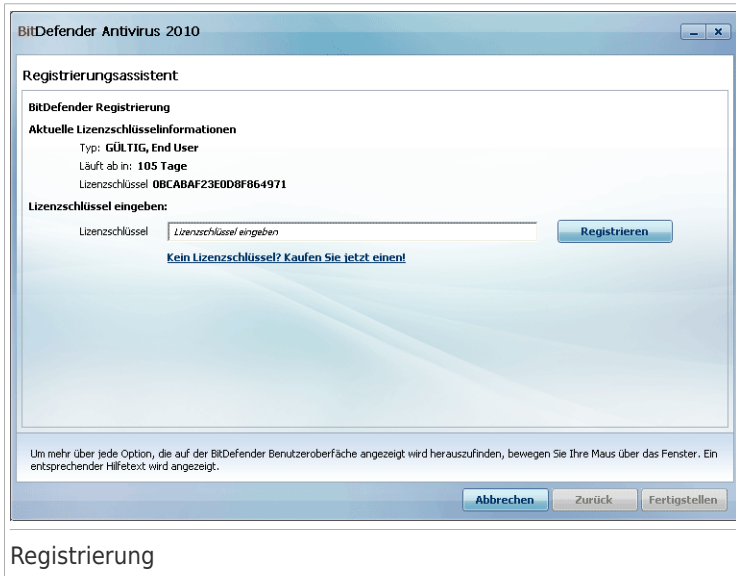 BitDefender Antivirus 2010
Registrierungsassistent
BitDefender Registrierung
Aktuelle Lizenzschlüsselinformationen
Typ: GÜLTIG, End User
Läuft ab in: 105 Tage
Lizenzschlüssel 0BCABAF23E0D8F864971
Lizenzschlüssel eingeben:
Lizenzschlüssel Lizenzschlüssel eingeben Registrieren
Kein Lizenzschlüssel? Kaufen Sie jetzt einen!
Um mehr über jede Option, die auf der BitDefender Benutzeroberfäche angezeigt wird herauszufinden, bewegen Sie Ihre Maus über das Fenster. Ein
entsprechender Hilfetext wird angezeigt.
Abbrechen Zurück Fertigstellen
Registrierung